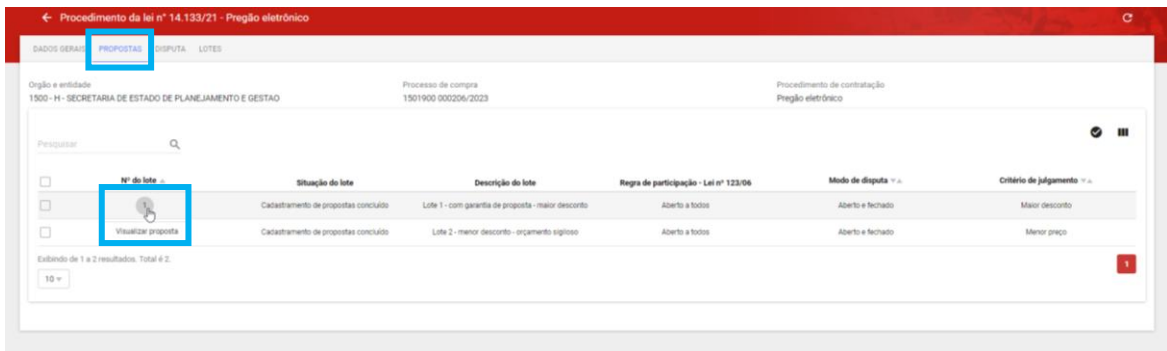 ← Procedimento da lei n° 14.133/21 - Pregão eletrônico
DADOS GERAIS PROPOSTAS DISPUTA LOTES
Orgão e entidade Processo de compra Procedimento de contratação
1500 - H - SECRETARIA DE ESTADO DE PLANEJAMENTO E GESTAO 1501900 000206/2023 Pregão eletrônico
Pesquisar
Nº do lote Situação do lote Descrição do lote Regra de participação - Lei nº 123/06 Modo de disputa Critério de julgamento
1 Cadastramento de propostas concluído Lote 1 - com garantia de proposta - maior desconto Aberto a todos Aberto e fechado Maior desconto
Visualizar proposta Cadastramento de propostas concluído Lote 2 - menor desconto - orçamento sigiloso Aberto a todos Aberto e fechado Menor preço
Exibindo de 1 a 2 resultados. Total é 2.
1
10